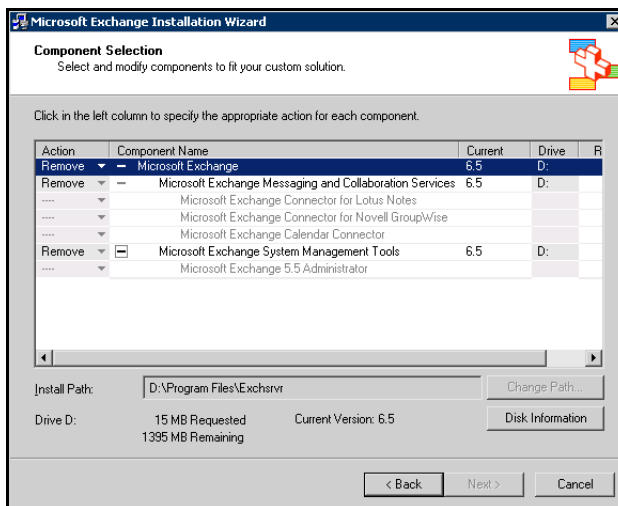 Microsoft Exchange Installation Wizard
Component Selection
Select and modify components to fit your custom solution.
Click in the left column to specify the appropriate action for each component.
Action Component Name Current Drive R
Remove Microsoft Exchange 6.5 D:
Remove Microsoft Exchange Messaging and Collaboration Services 6.5 D:
---- Microsoft Exchange Connector for Lotus Notes
---- Microsoft Exchange Connector for Novell GroupWise
---- Microsoft Exchange Calendar Connector
Remove Microsoft Exchange System Management Tools 6.5 D:
---- Microsoft Exchange 5.5 Administrator
Install Path: D:\Program Files\Exchsrvr Change Path...
Drive D: 15 MB Requested Current Version: 6.5 Disk Information
1395 MB Remaining
< Back Next > Cancel